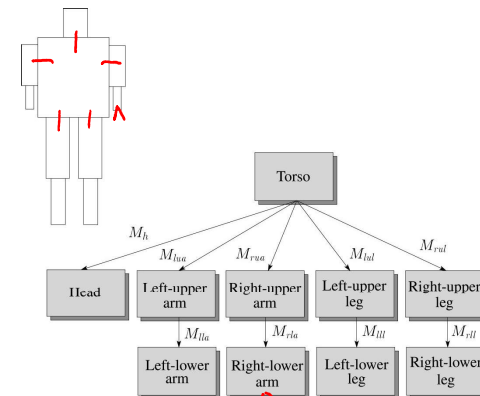 Torso
M_h
M_lua
M_rua
M_lul
M_rul
Head
Left-upper
arm
Right-upper
arm
Left-upper
leg
Right-upper
leg
M_lla
M_rla
M_lll
M_rll
Left-lower
arm
Right-lower
arm
Left-lower
leg
Right-lower
leg